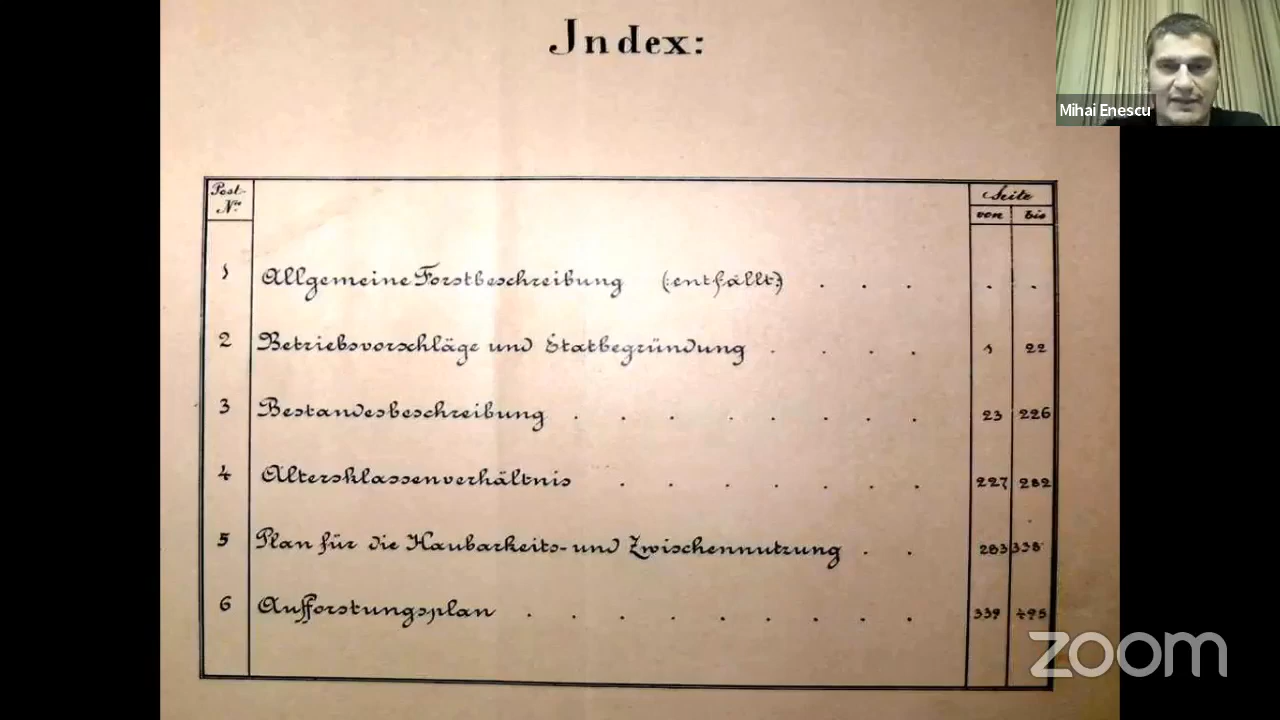 Index:
Post- Seite
Nro von bis
1 Allgemeine Forstbeschreibung (:entfällt:) . . . . .
2 Betriebsvorschläge und Etatbegründung . . . . 1 22
3 Bestandesbeschreibung . . . . . . . 23 226
4 Altersklassenverhältnis . . . . . . 227 282
5 Plan für die Haubarkeits- und Zwischennutzung . . 283 338
6 Aufforstungsplan . . . . . . . . 339 495
Mihai Enescu
zoom